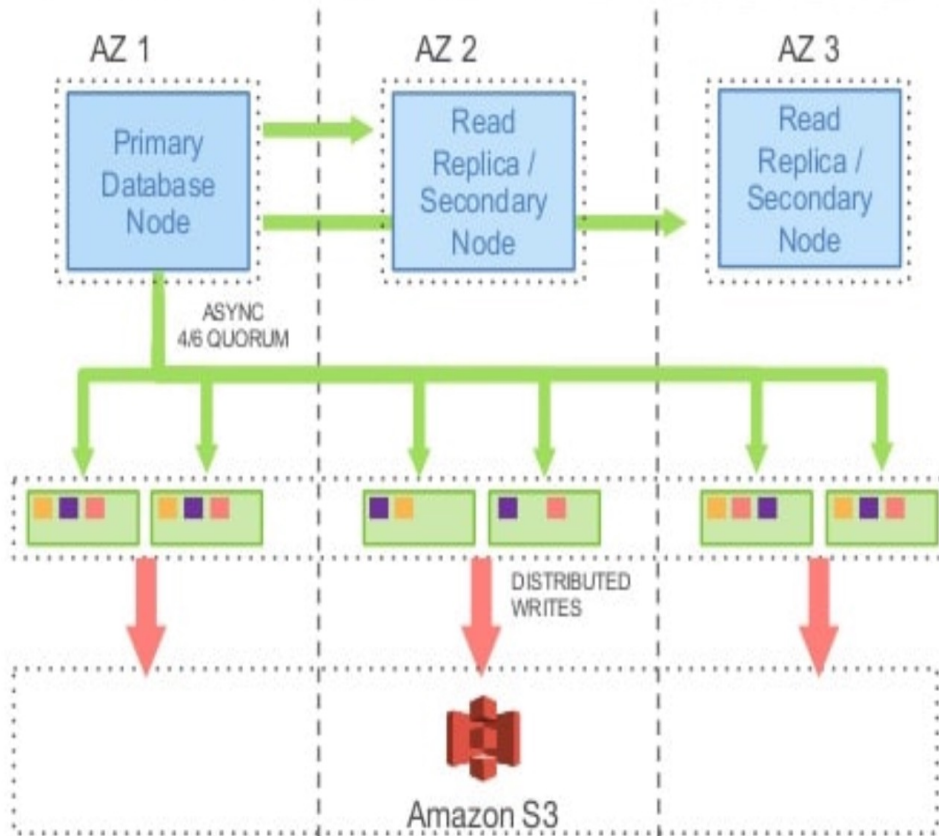 AZ 1
AZ 2
AZ 3
Primary
Database
Node
Read
Replica /
Secondary
Node
Read
Replica /
Secondary
Node
ASYNC
4/6 QUORUM
DISTRIBUTED
WRITES
Amazon S3